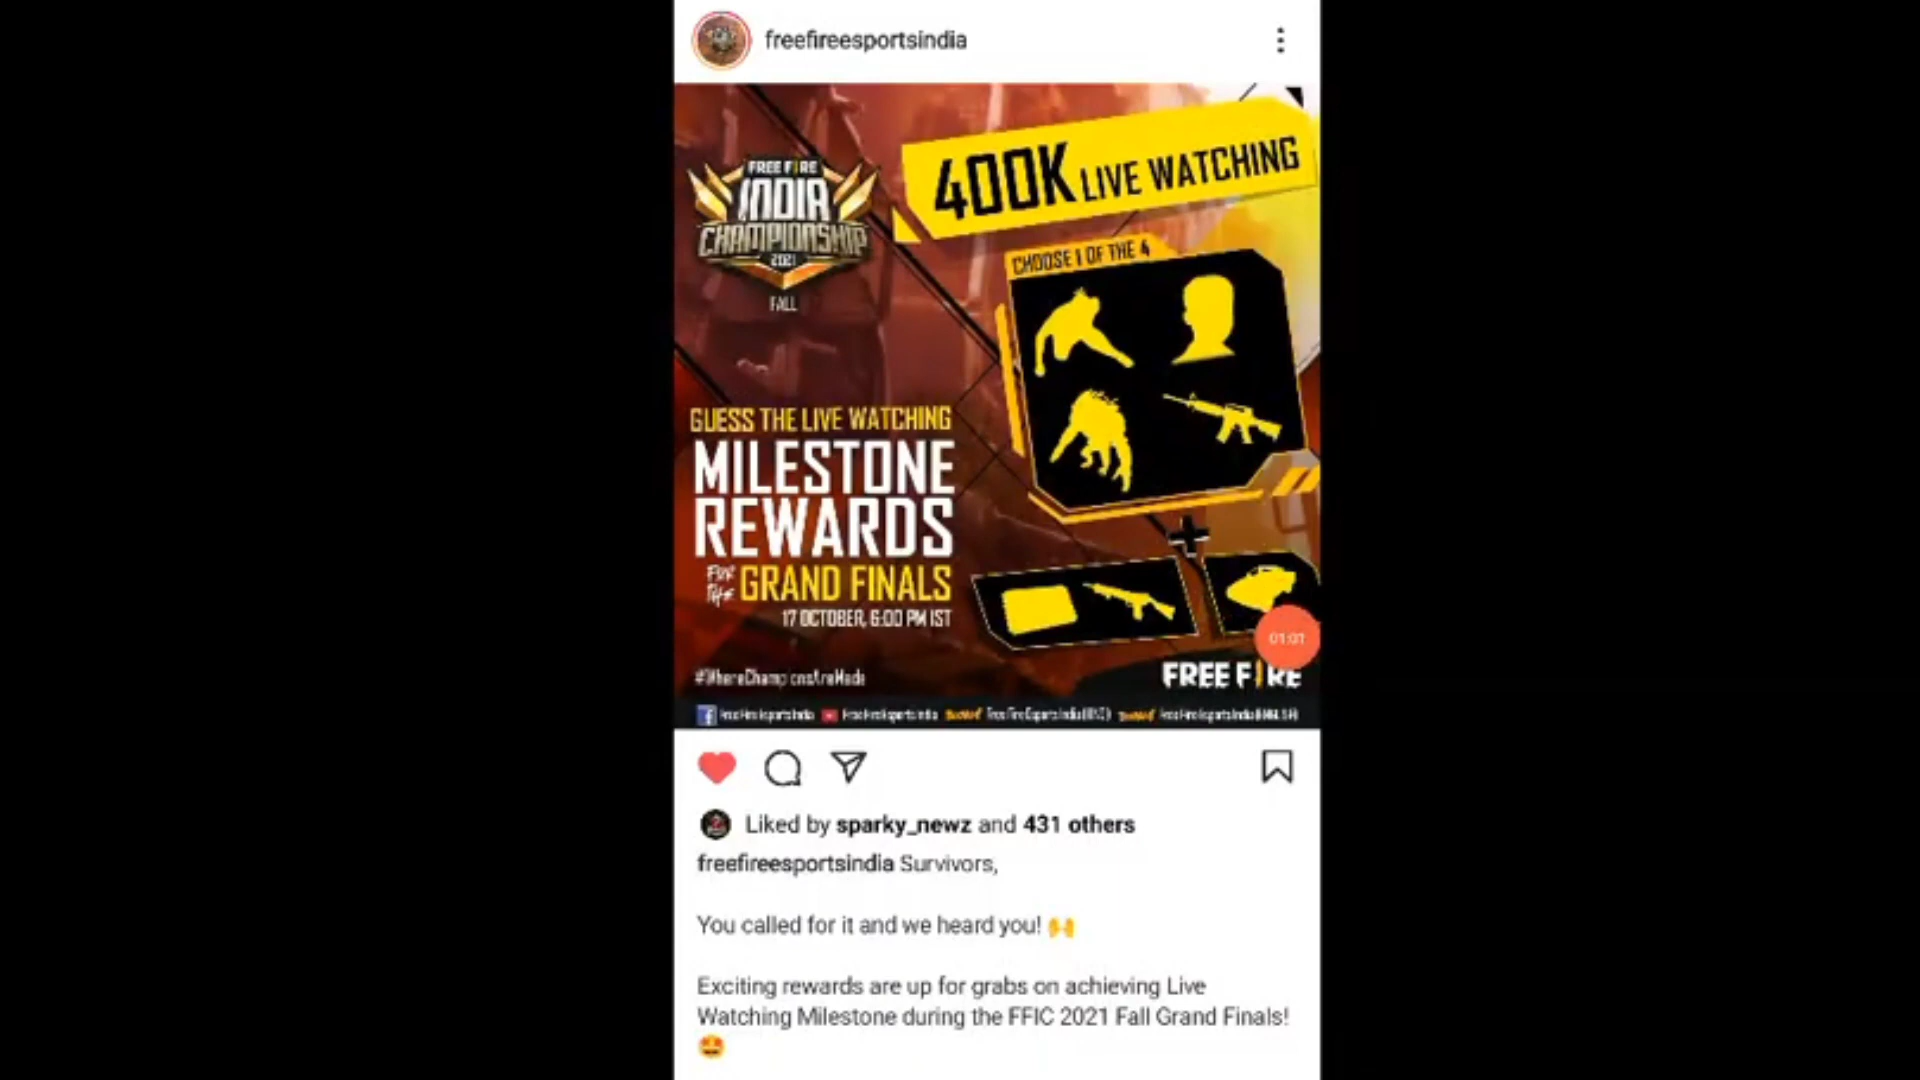 freefireesportsindia
400K LIVE WATCHING
FREE FIRE
INDIA
CHAMPIONSHIP
2021
FALL
CHOOSE 1 OF THE 4
GUESS THE LIVE WATCHING
MILESTONE
REWARDS
FOR THE GRAND FINALS
17 OCTOBER, 6:00 PM IST
01:01
#WhereChampionsAreMade
FREE FIRE
Liked by sparky_newz and 431 others
freefireesportsindia Survivors,
You called for it and we heard you! 🙌
Exciting rewards are up for grabs on achieving Live
Watching Milestone during the FFIC 2021 Fall Grand Finals!
🤩